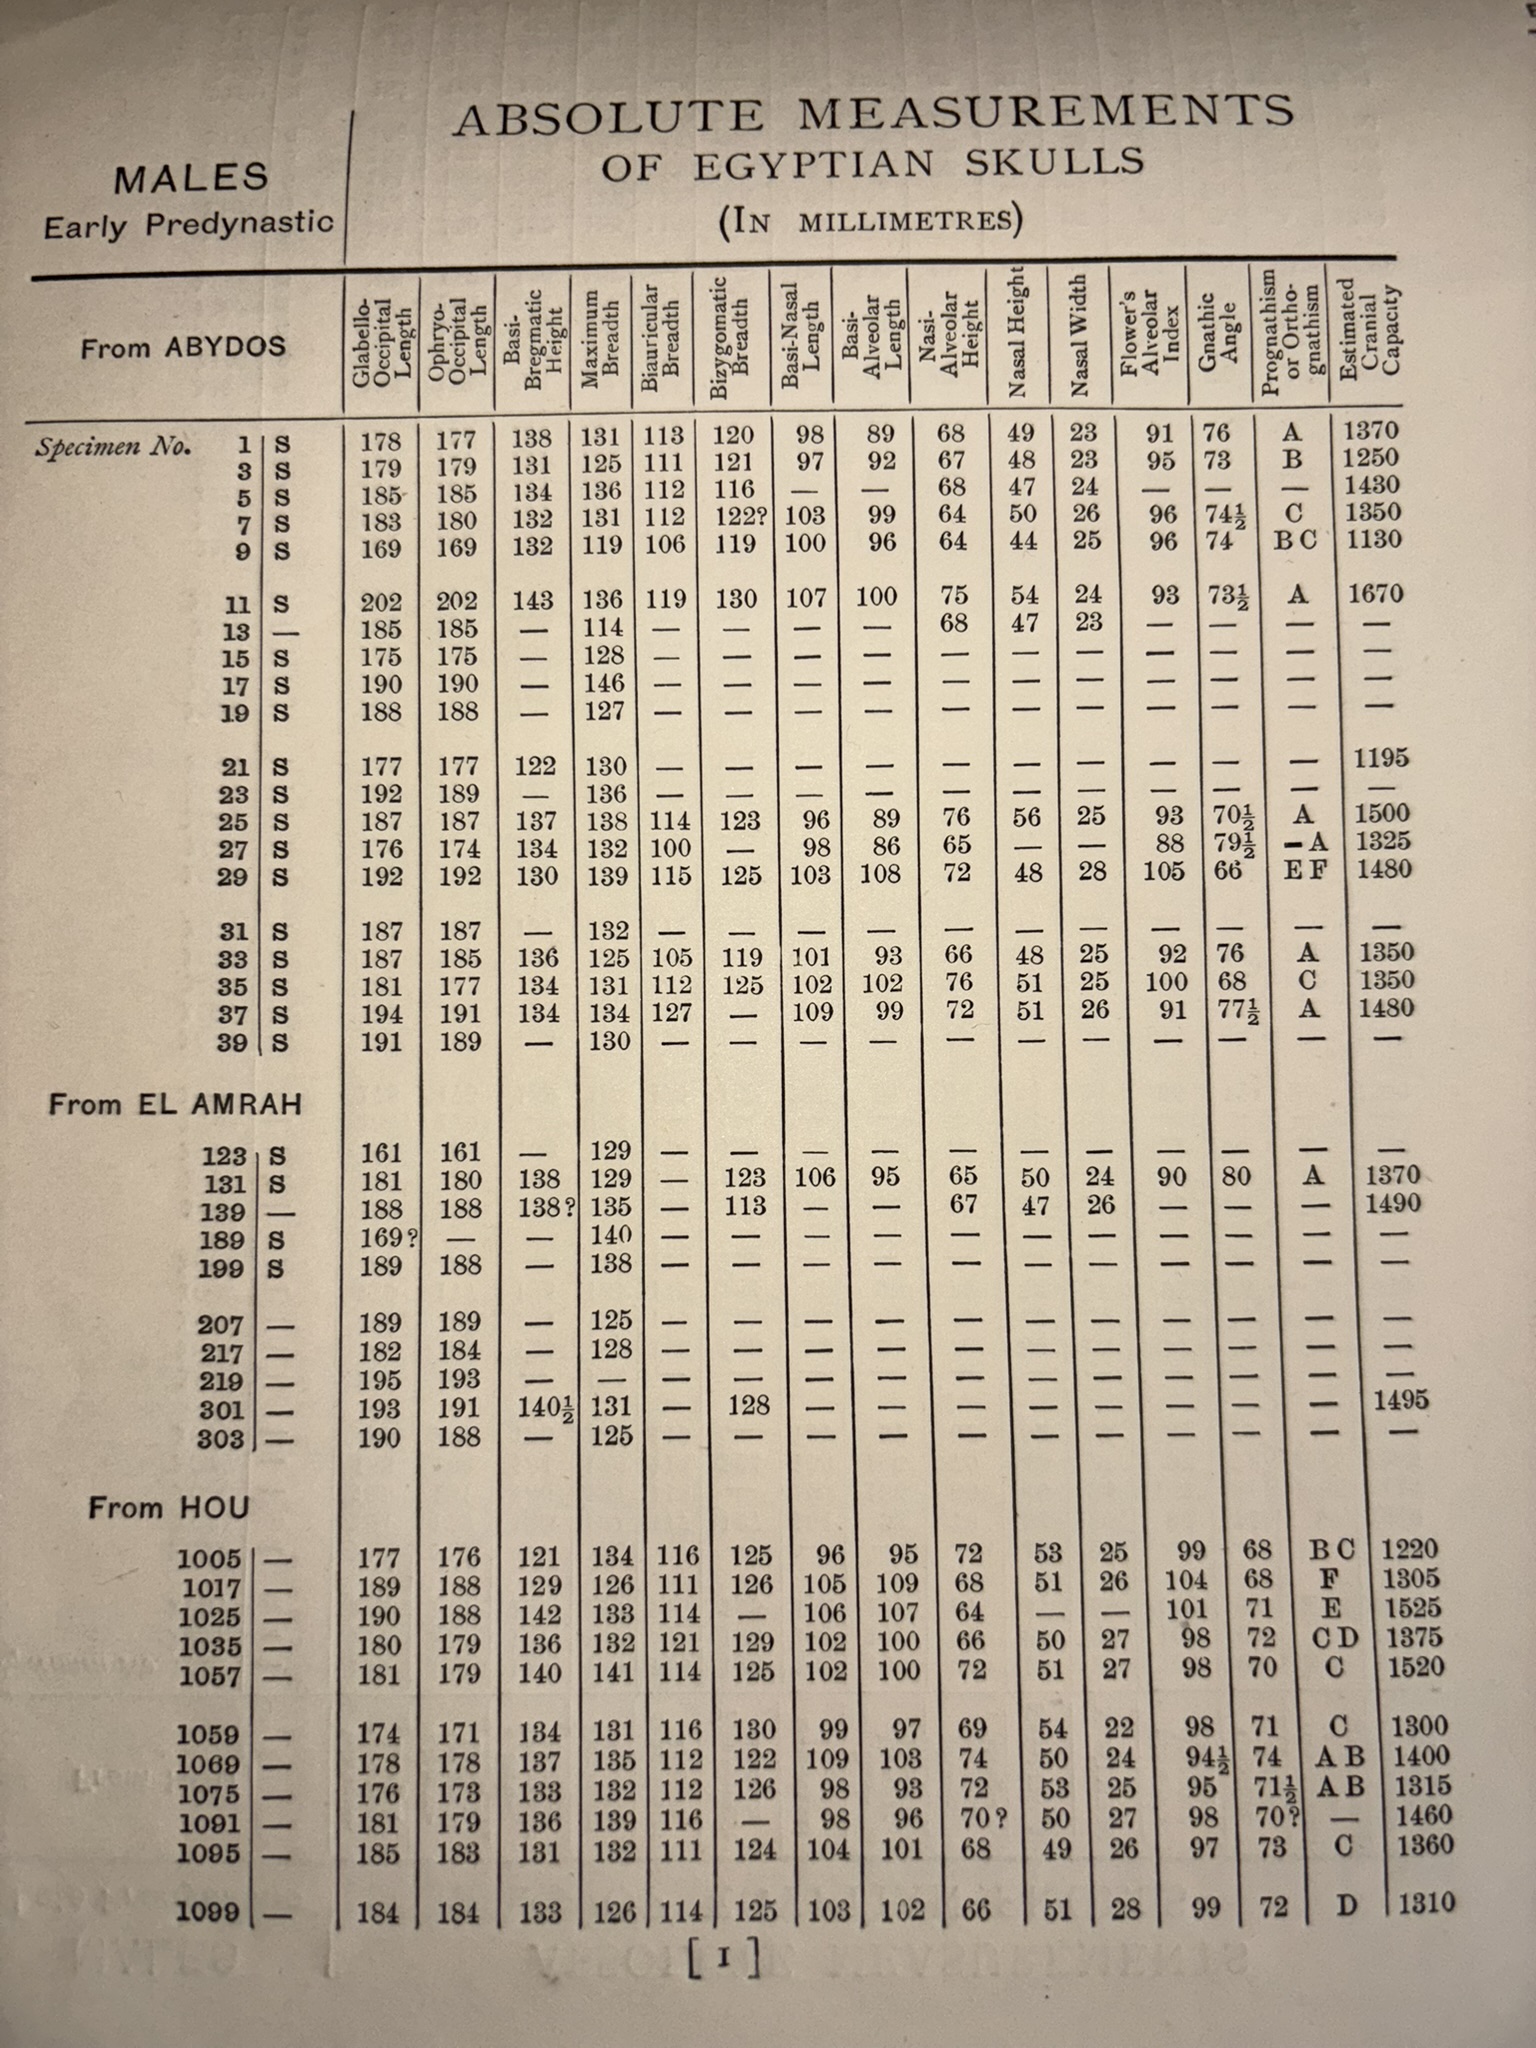 ABSOLUTE MEASUREMENTS
OF EGYPTIAN SKULLS
(IN MILLIMETRES)
MALES
Early Predynastic
From ABYDOS
Glabello-Occipital Length
Ophryo-Occipital Length
Basi-Bregmatic Height
Maximum Breadth
Biauricular Breadth
Bizygomatic Breadth
Basi-Nasal Length
Basi-Alveolar Length
Nasi-Alveolar Height
Nasal Height
Nasal Width
Flower's Alveolar Index
Gnathic Angle
Prognathism or Ortho-gnathism
Estimated Cranial Capacity
Specimen No. 1 S 178 177 138 131 113 120 98 89 68 49 23 91 76 A 1370
3 S 179 179 131 125 111 121 97 92 67 48 23 95 73 B 1250
5 S 185 185 134 136 112 116 — — 68 47 24 — — — 1430
7 S 183 180 132 131 112 122? 103 99 64 50 26 96 74½ C 1350
9 S 169 169 132 119 106 119 100 96 64 44 25 96 74 B C 1130
11 S 202 202 143 136 119 130 107 100 75 54 24 93 73½ A 1670
13 — 185 185 — 114 — — — — 68 47 23 — — — —
15 S 175 175 — 128 — — — — — — — — — — —
17 S 190 190 — 146 — — — — — — — — — — —
19 S 188 188 — 127 — — — — — — — — — — —
21 S 177 177 122 130 — — — — — — — — — — 1195
23 S 192 189 — 136 — — — — — — — — — — —
25 S 187 187 137 138 114 123 96 89 76 56 25 93 70½ A 1500
27 S 176 174 134 132 100 — 98 86 65 — — 88 79½ – A 1325
29 S 192 192 130 139 115 125 103 108 72 48 28 105 66 E F 1480
31 S 187 187 — 132 — — — — — — — — — — —
33 S 187 185 136 125 105 119 101 93 66 48 25 92 76 A 1350
35 S 181 177 134 131 112 125 102 102 76 51 25 100 68 C 1350
37 S 194 191 134 134 127 — 109 99 72 51 26 91 77½ A 1480
39 S 191 189 — 130 — — — — — — — — — — —
From EL AMRAH
123 S 161 161 — 129 — — — — — — — — — — —
131 S 181 180 138 129 — 123 106 95 65 50 24 90 80 A 1370
139 — 188 188 138? 135 — 113 — — 67 47 26 — — — 1490
189 S 169? — — 140 — — — — — — — — — — —
199 S 189 188 — 138 — — — — — — — — — — —
207 — 189 189 — 125 — — — — — — — — — — —
217 — 182 184 — 128 — — — — — — — — — — —
219 — 195 193 — — — — — — — — — — — — —
301 — 193 191 140½ 131 — 128 — — — — — — — — 1495
303 — 190 188 — 125 — — — — — — — — — — —
From HOU
1005 — 177 176 121 134 116 125 96 95 72 53 25 99 68 B C 1220
1017 — 189 188 129 126 111 126 105 109 68 51 26 104 68 F 1305
1025 — 190 188 142 133 114 — 106 107 64 — — 101 71 E 1525
1035 — 180 179 136 132 121 129 102 100 66 50 27 98 72 C D 1375
1057 — 181 179 140 141 114 125 102 100 72 51 27 98 70 C 1520
1059 — 174 171 134 131 116 130 99 97 69 54 22 98 71 C 1300
1069 — 178 178 137 135 112 122 109 103 74 50 24 94½ 74 A B 1400
1075 — 176 173 133 132 112 126 98 93 72 53 25 95 71½ A B 1315
1091 — 181 179 136 139 116 — 98 96 70? 50 27 98 70? — 1460
1095 — 185 183 131 132 111 124 104 101 68 49 26 97 73 C 1360
1099 — 184 184 133 126 114 125 103 102 66 51 28 99 72 D 1310
[ 1 ]